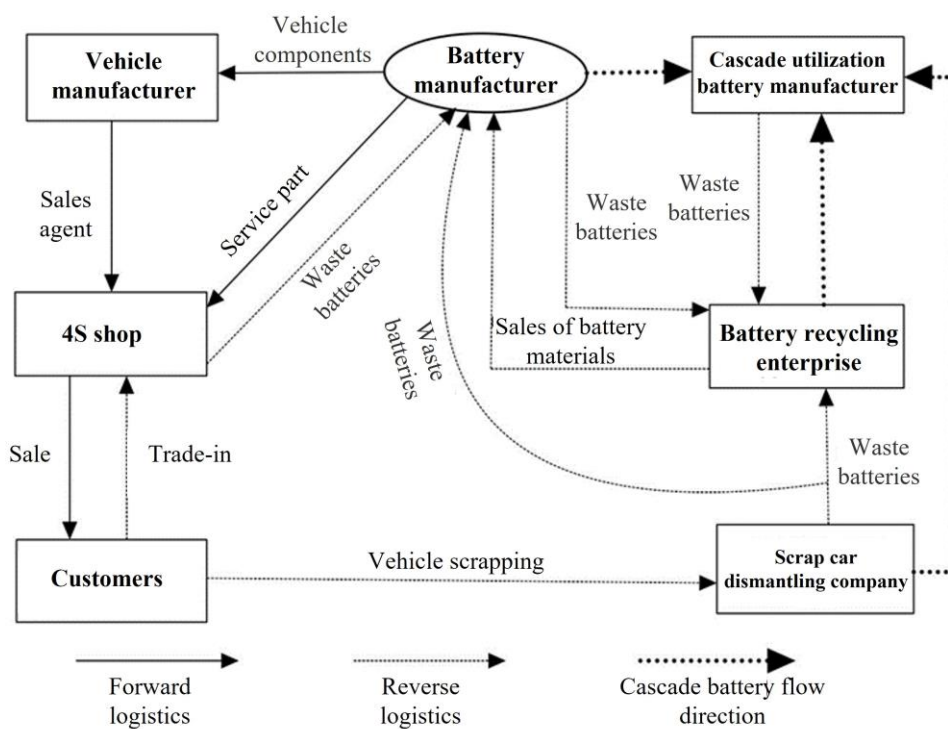 Vehicle
components
Vehicle
manufacturer
Battery
manufacturer
Cascade utilization
battery manufacturer
Sales
agent
Service part
Waste
batteries
Waste
batteries
Waste
batteries
Waste
batteries
4S shop
Sales of battery
materials
Battery recycling
enterprise
Sale
Trade-in
Waste
batteries
Customers
Vehicle scrapping
Scrap car
dismantling company
Forward
logistics
Reverse
logistics
Cascade battery flow
direction